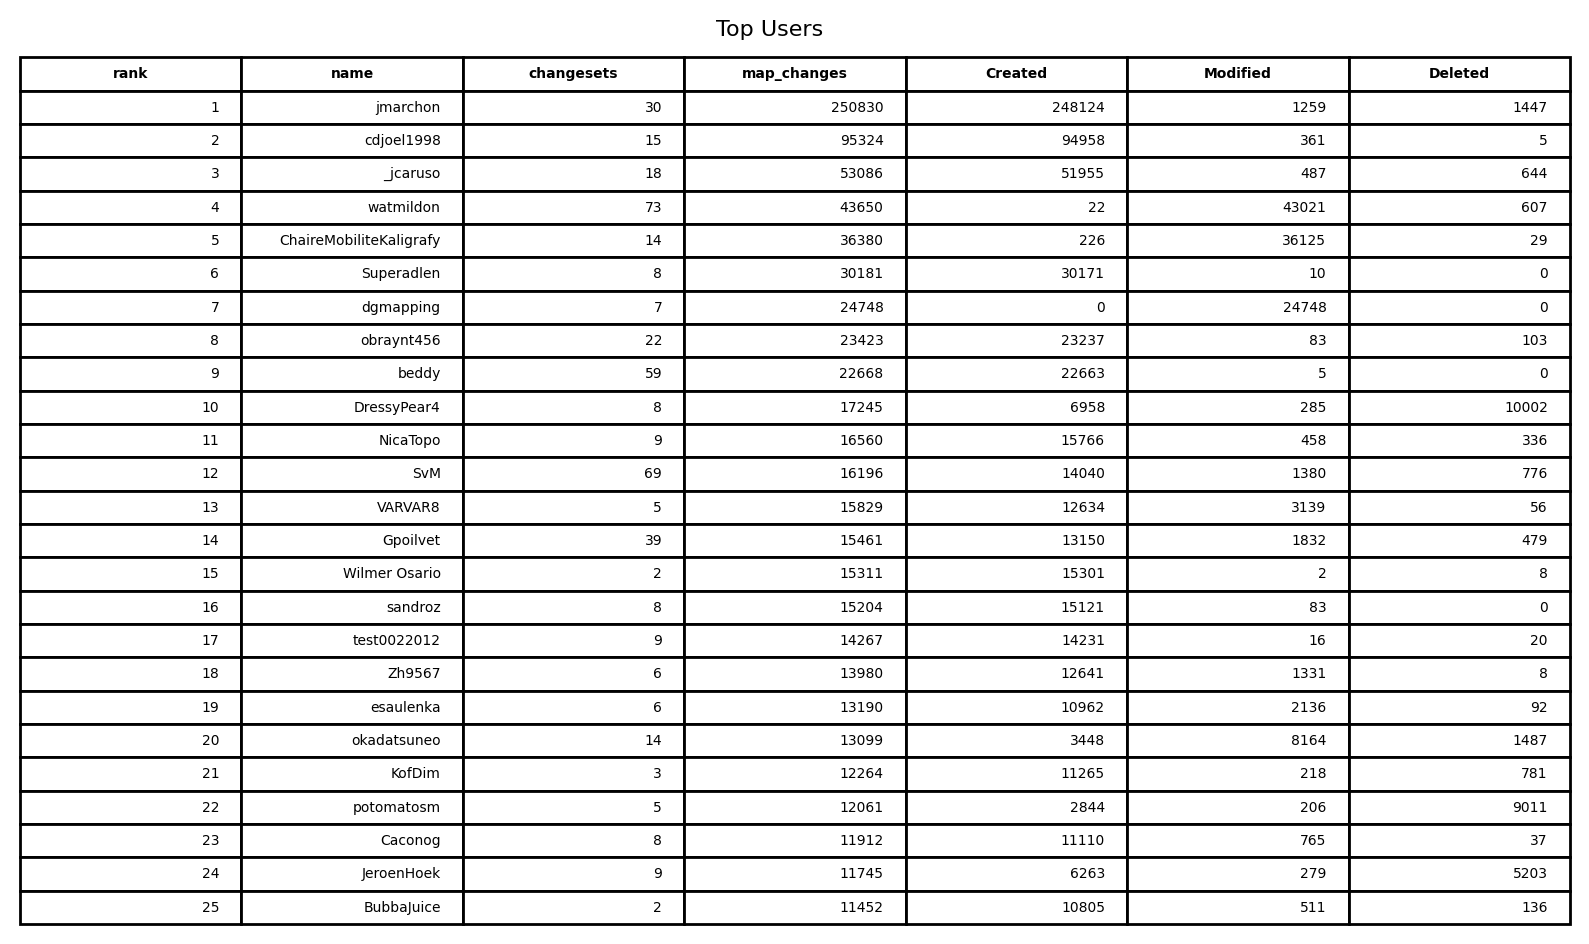 Top Users
rank name changesets map_changes Created Modified Deleted
1 jmarchon 30 250830 248124 1259 1447
2 cdjoel1998 15 95324 94958 361 5
3 _jcaruso 18 53086 51955 487 644
4 watmildon 73 43650 22 43021 607
5 ChaireMobiliteKaligrafy 14 36380 226 36125 29
6 Superadlen 8 30181 30171 10 0
7 dgmapping 7 24748 0 24748 0
8 obraynt456 22 23423 23237 83 103
9 beddy 59 22668 22663 5 0
10 DressyPear4 8 17245 6958 285 10002
11 NicaTopo 9 16560 15766 458 336
12 SvM 69 16196 14040 1380 776
13 VARVAR8 5 15829 12634 3139 56
14 Gpoilvet 39 15461 13150 1832 479
15 Wilmer Osario 2 15311 15301 2 8
16 sandroz 8 15204 15121 83 0
17 test0022012 9 14267 14231 16 20
18 Zh9567 6 13980 12641 1331 8
19 esaulenka 6 13190 10962 2136 92
20 okadatsuneo 14 13099 3448 8164 1487
21 KofDim 3 12264 11265 218 781
22 potomatosm 5 12061 2844 206 9011
23 Caconog 8 11912 11110 765 37
24 JeroenHoek 9 11745 6263 279 5203
25 BubbaJuice 2 11452 10805 511 136